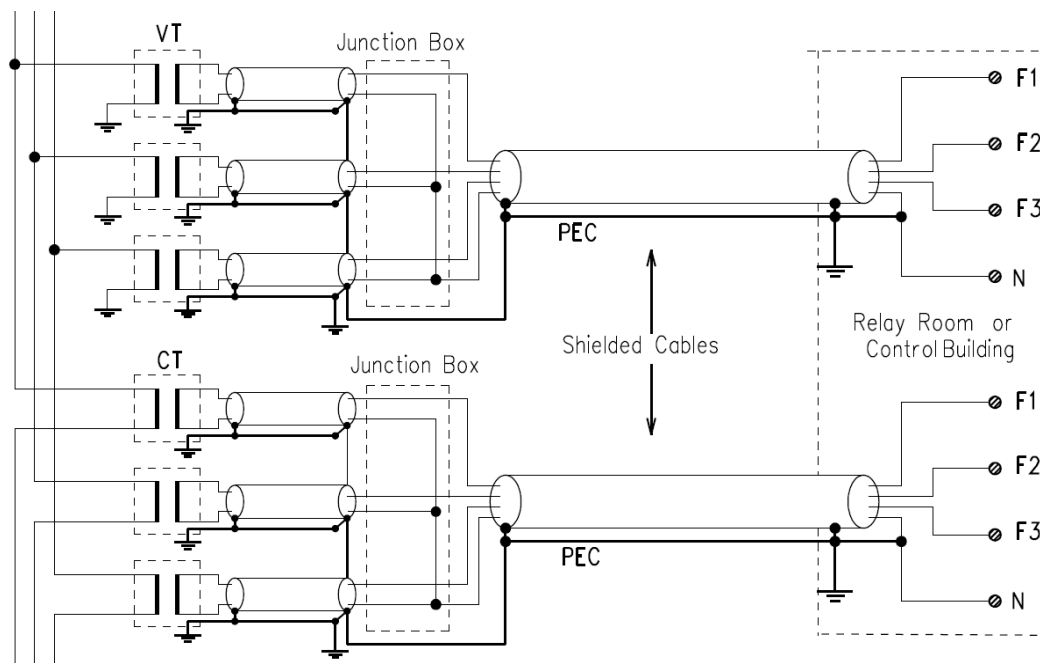 VT
Junction Box
F1
F2
F3
PEC
N
Shielded Cables
Relay Room or
Control Building
CT
Junction Box
F1
F2
F3
PEC
N